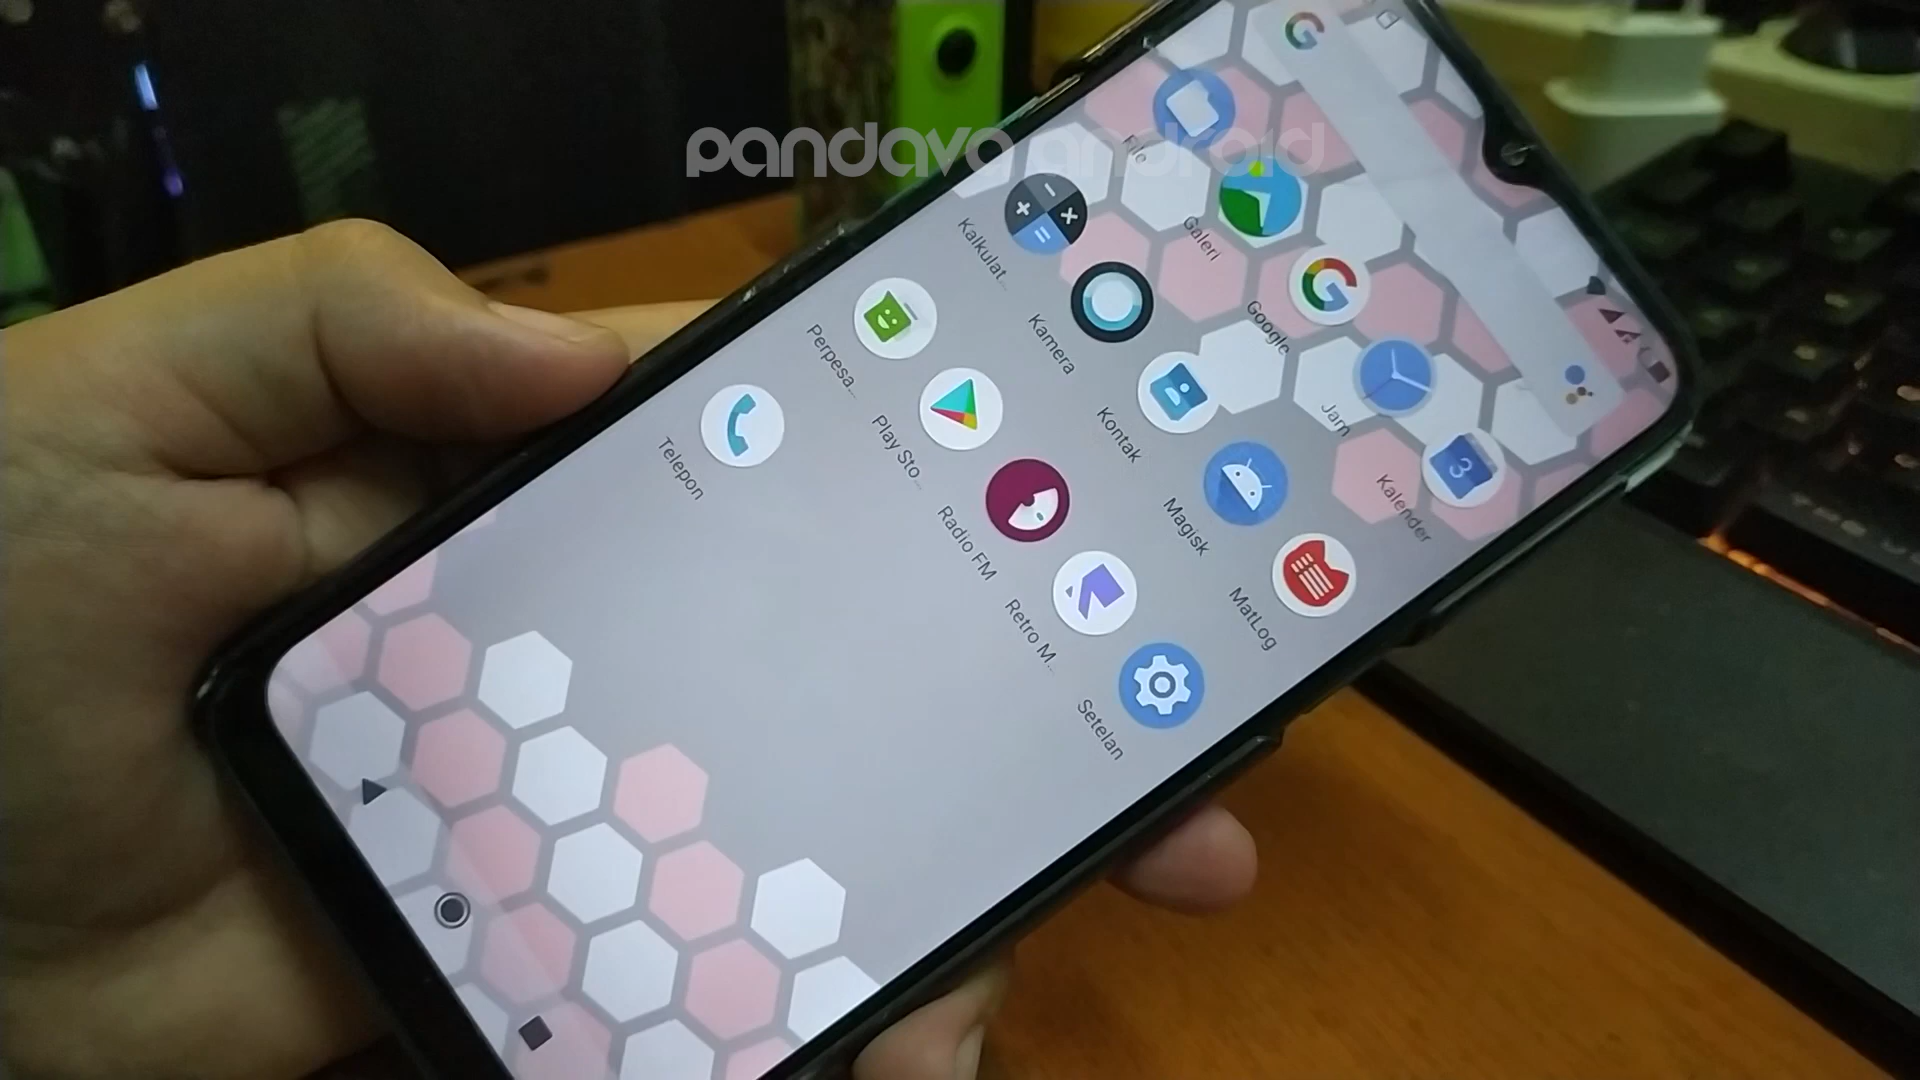 pandava android
File
Galeri
Google
Jam
Kalender
Kalkulat...
Kamera
Kontak
Magisk
MatLog
Perpesa...
Play Sto...
Radio FM
Retro M...
Setelan
Telepon
3